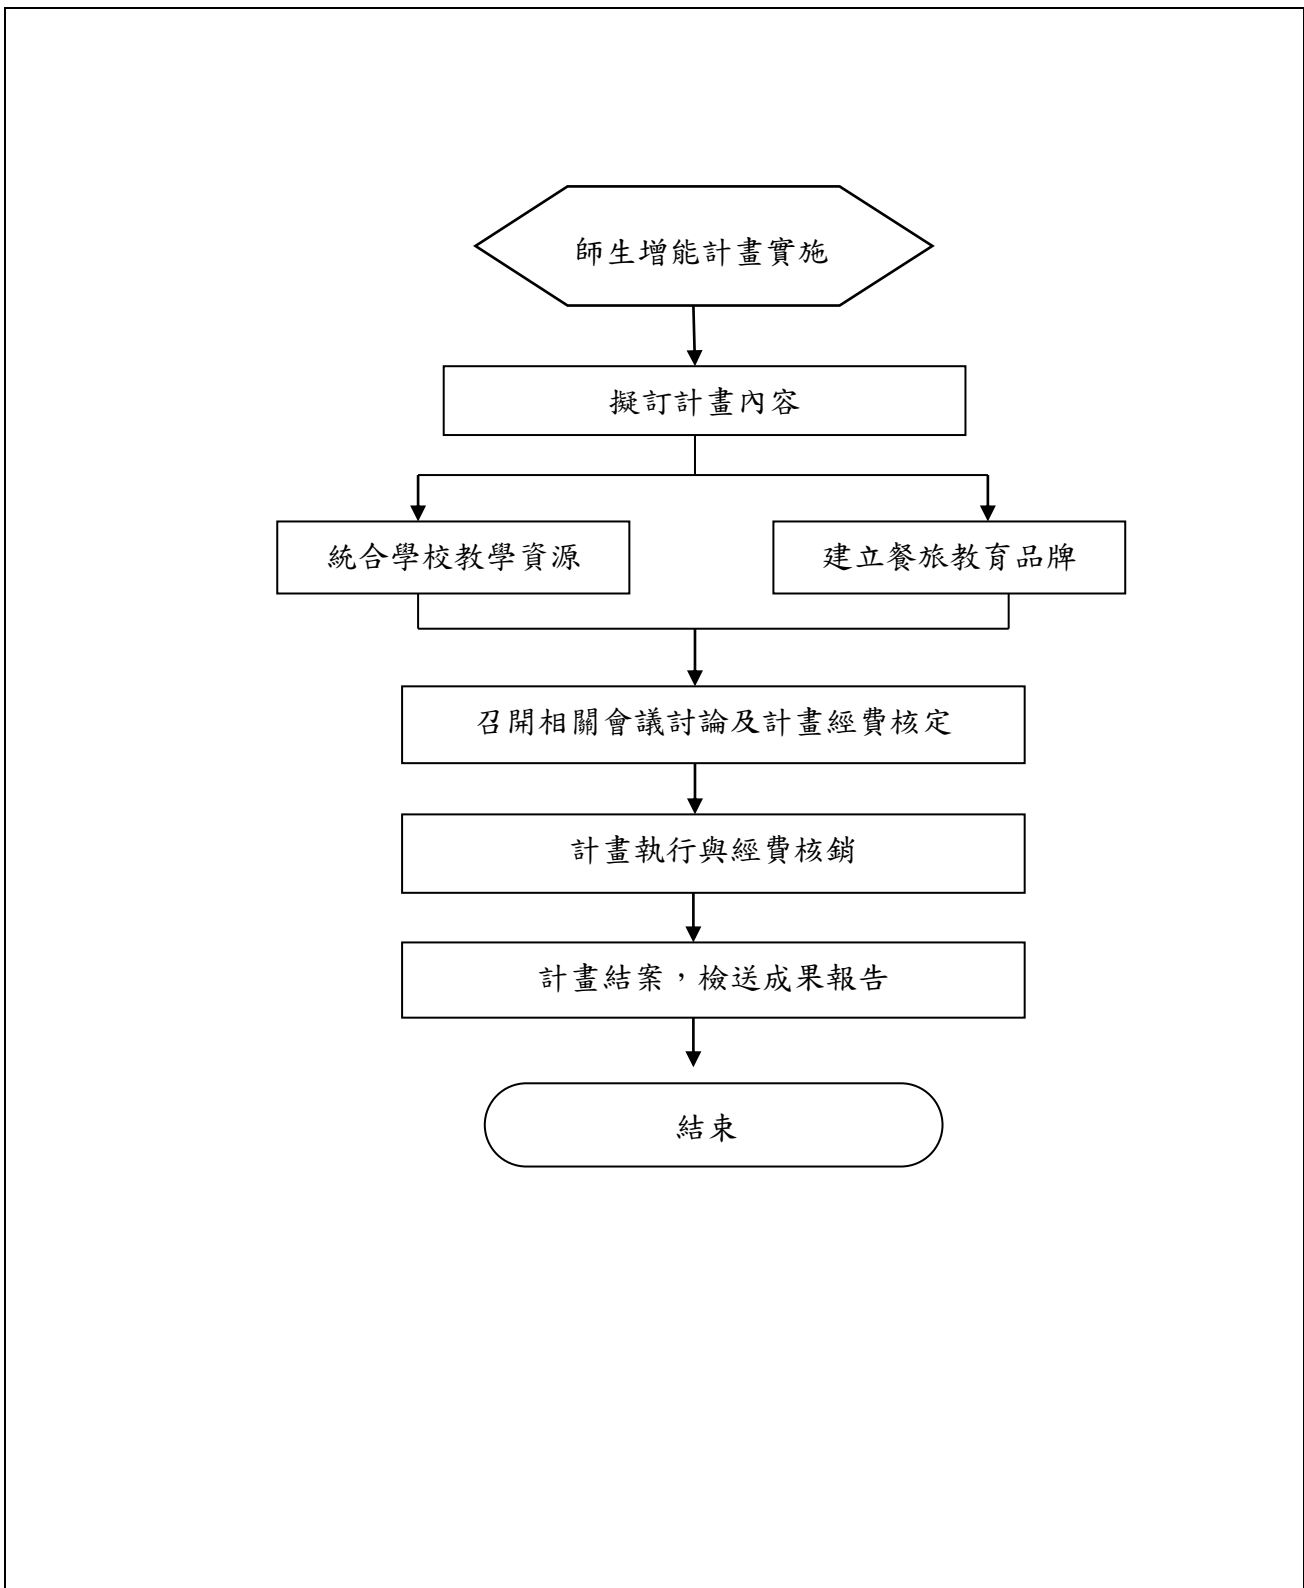 師生增能計畫實施
擬訂計畫內容
統合學校教學資源
建立餐旅教育品牌
召開相關會議討論及計畫經費核定
計畫執行與經費核銷
計畫結案，檢送成果報告
結束